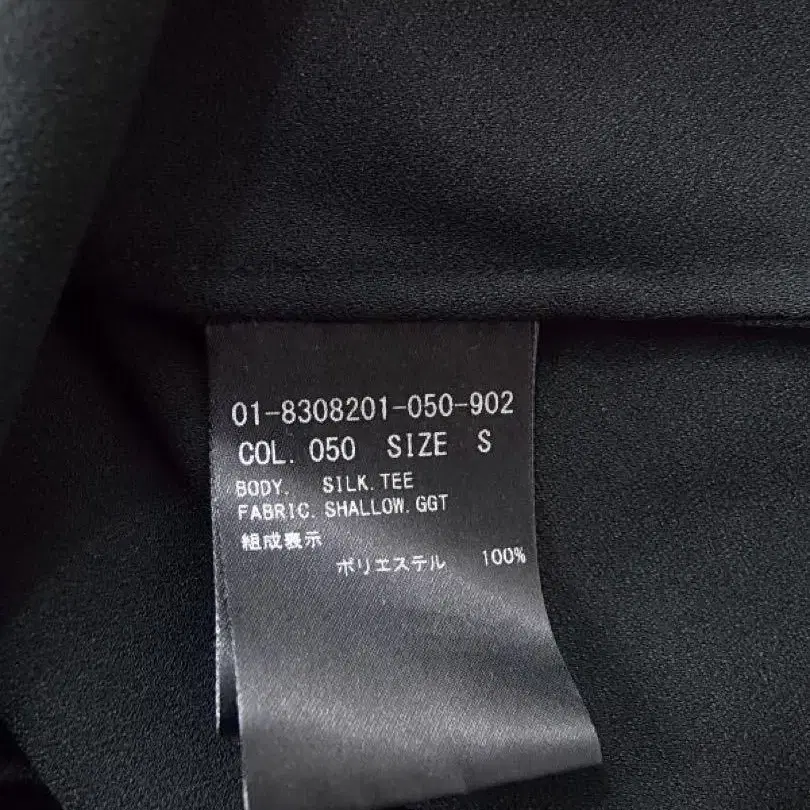 01-8308201-050-902
COL. 050 SIZE S
BODY. SILK.TEE
FABRIC. SHALLOW.GGT
組成表示
ポリエステル 100%